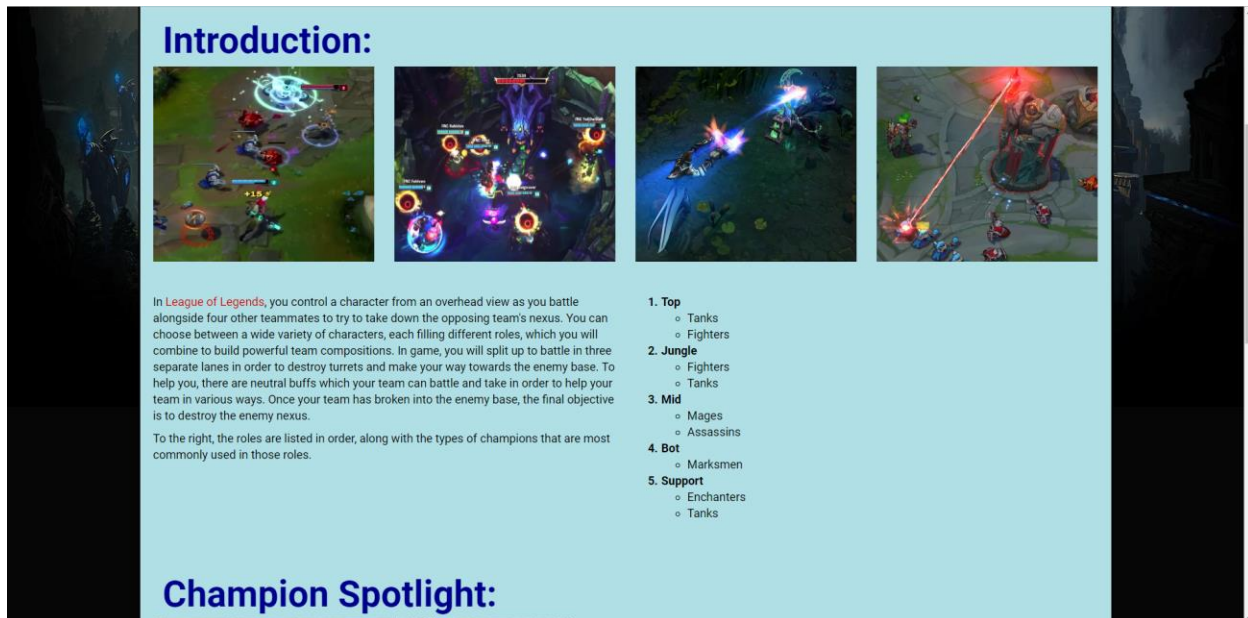 Introduction:
+15
In League of Legends, you control a character from an overhead view as you battle
alongside four other teammates to try to take down the opposing team's nexus. You can
choose between a wide variety of characters, each filling different roles, which you will
combine to build powerful team compositions. In game, you will split up to battle in three
separate lanes in order to destroy turrets and make your way towards the enemy base. To
help you, there are neutral buffs which your team can battle and take in order to help your
team in various ways. Once your team has broken into the enemy base, the final objective
is to destroy the enemy nexus.
To the right, the roles are listed in order, along with the types of champions that are most
commonly used in those roles.
1. Top
Tanks
Fighters
2. Jungle
Fighters
Tanks
3. Mid
Mages
Assassins
4. Bot
Marksmen
5. Support
Enchanters
Tanks
Champion Spotlight: